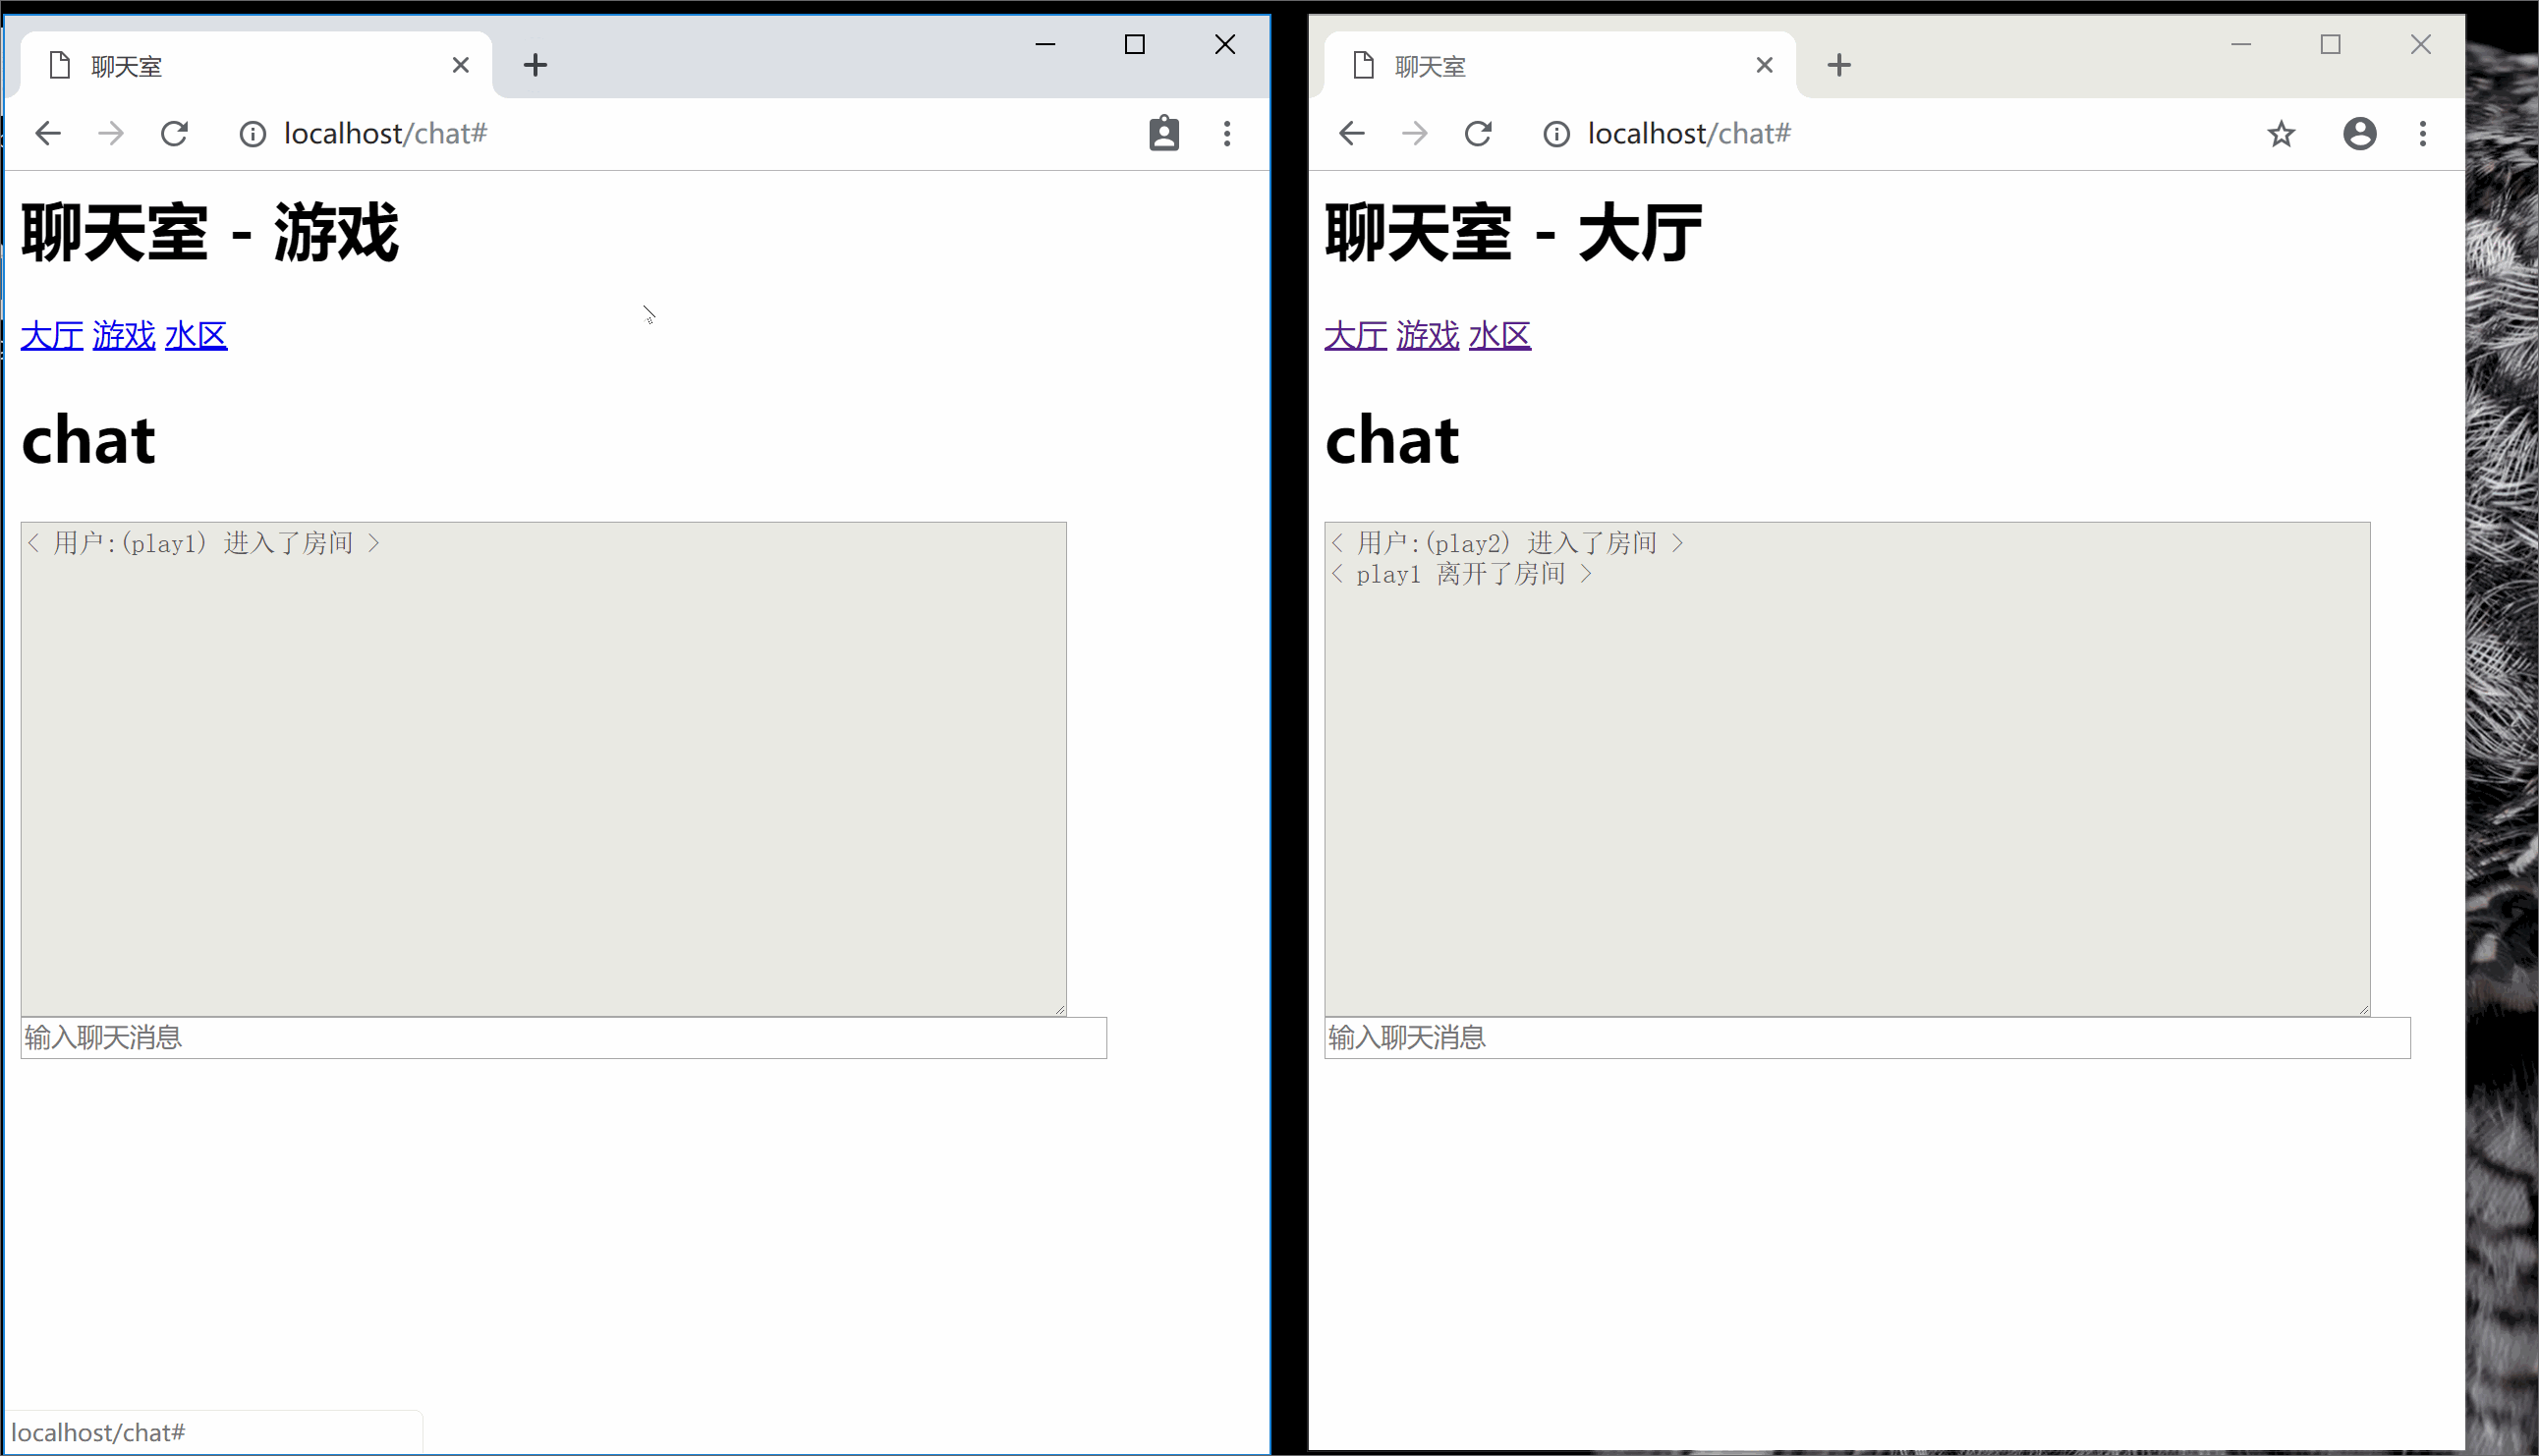 聊天室
localhost/chat#
聊天室 - 游戏
大厅 游戏 水区
chat
< 用户:(play1) 进入了房间 >
输入聊天消息
localhost/chat#
聊天室
localhost/chat#
聊天室 - 大厅
大厅 游戏 水区
chat
< 用户:(play2) 进入了房间 >
< play1 离开了房间 >
输入聊天消息